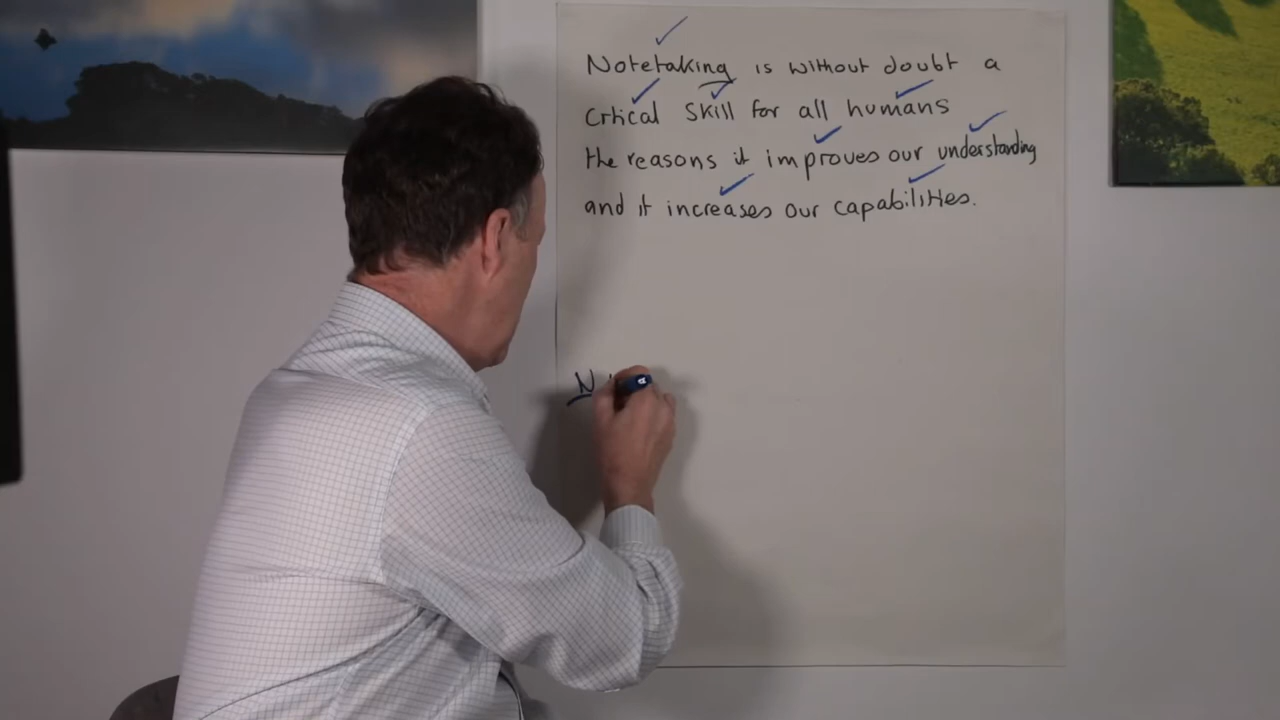 Notetaking is without doubt a
crtical skill for all humans
the reasons it improves our understanding
and it increases our capabilities.
N